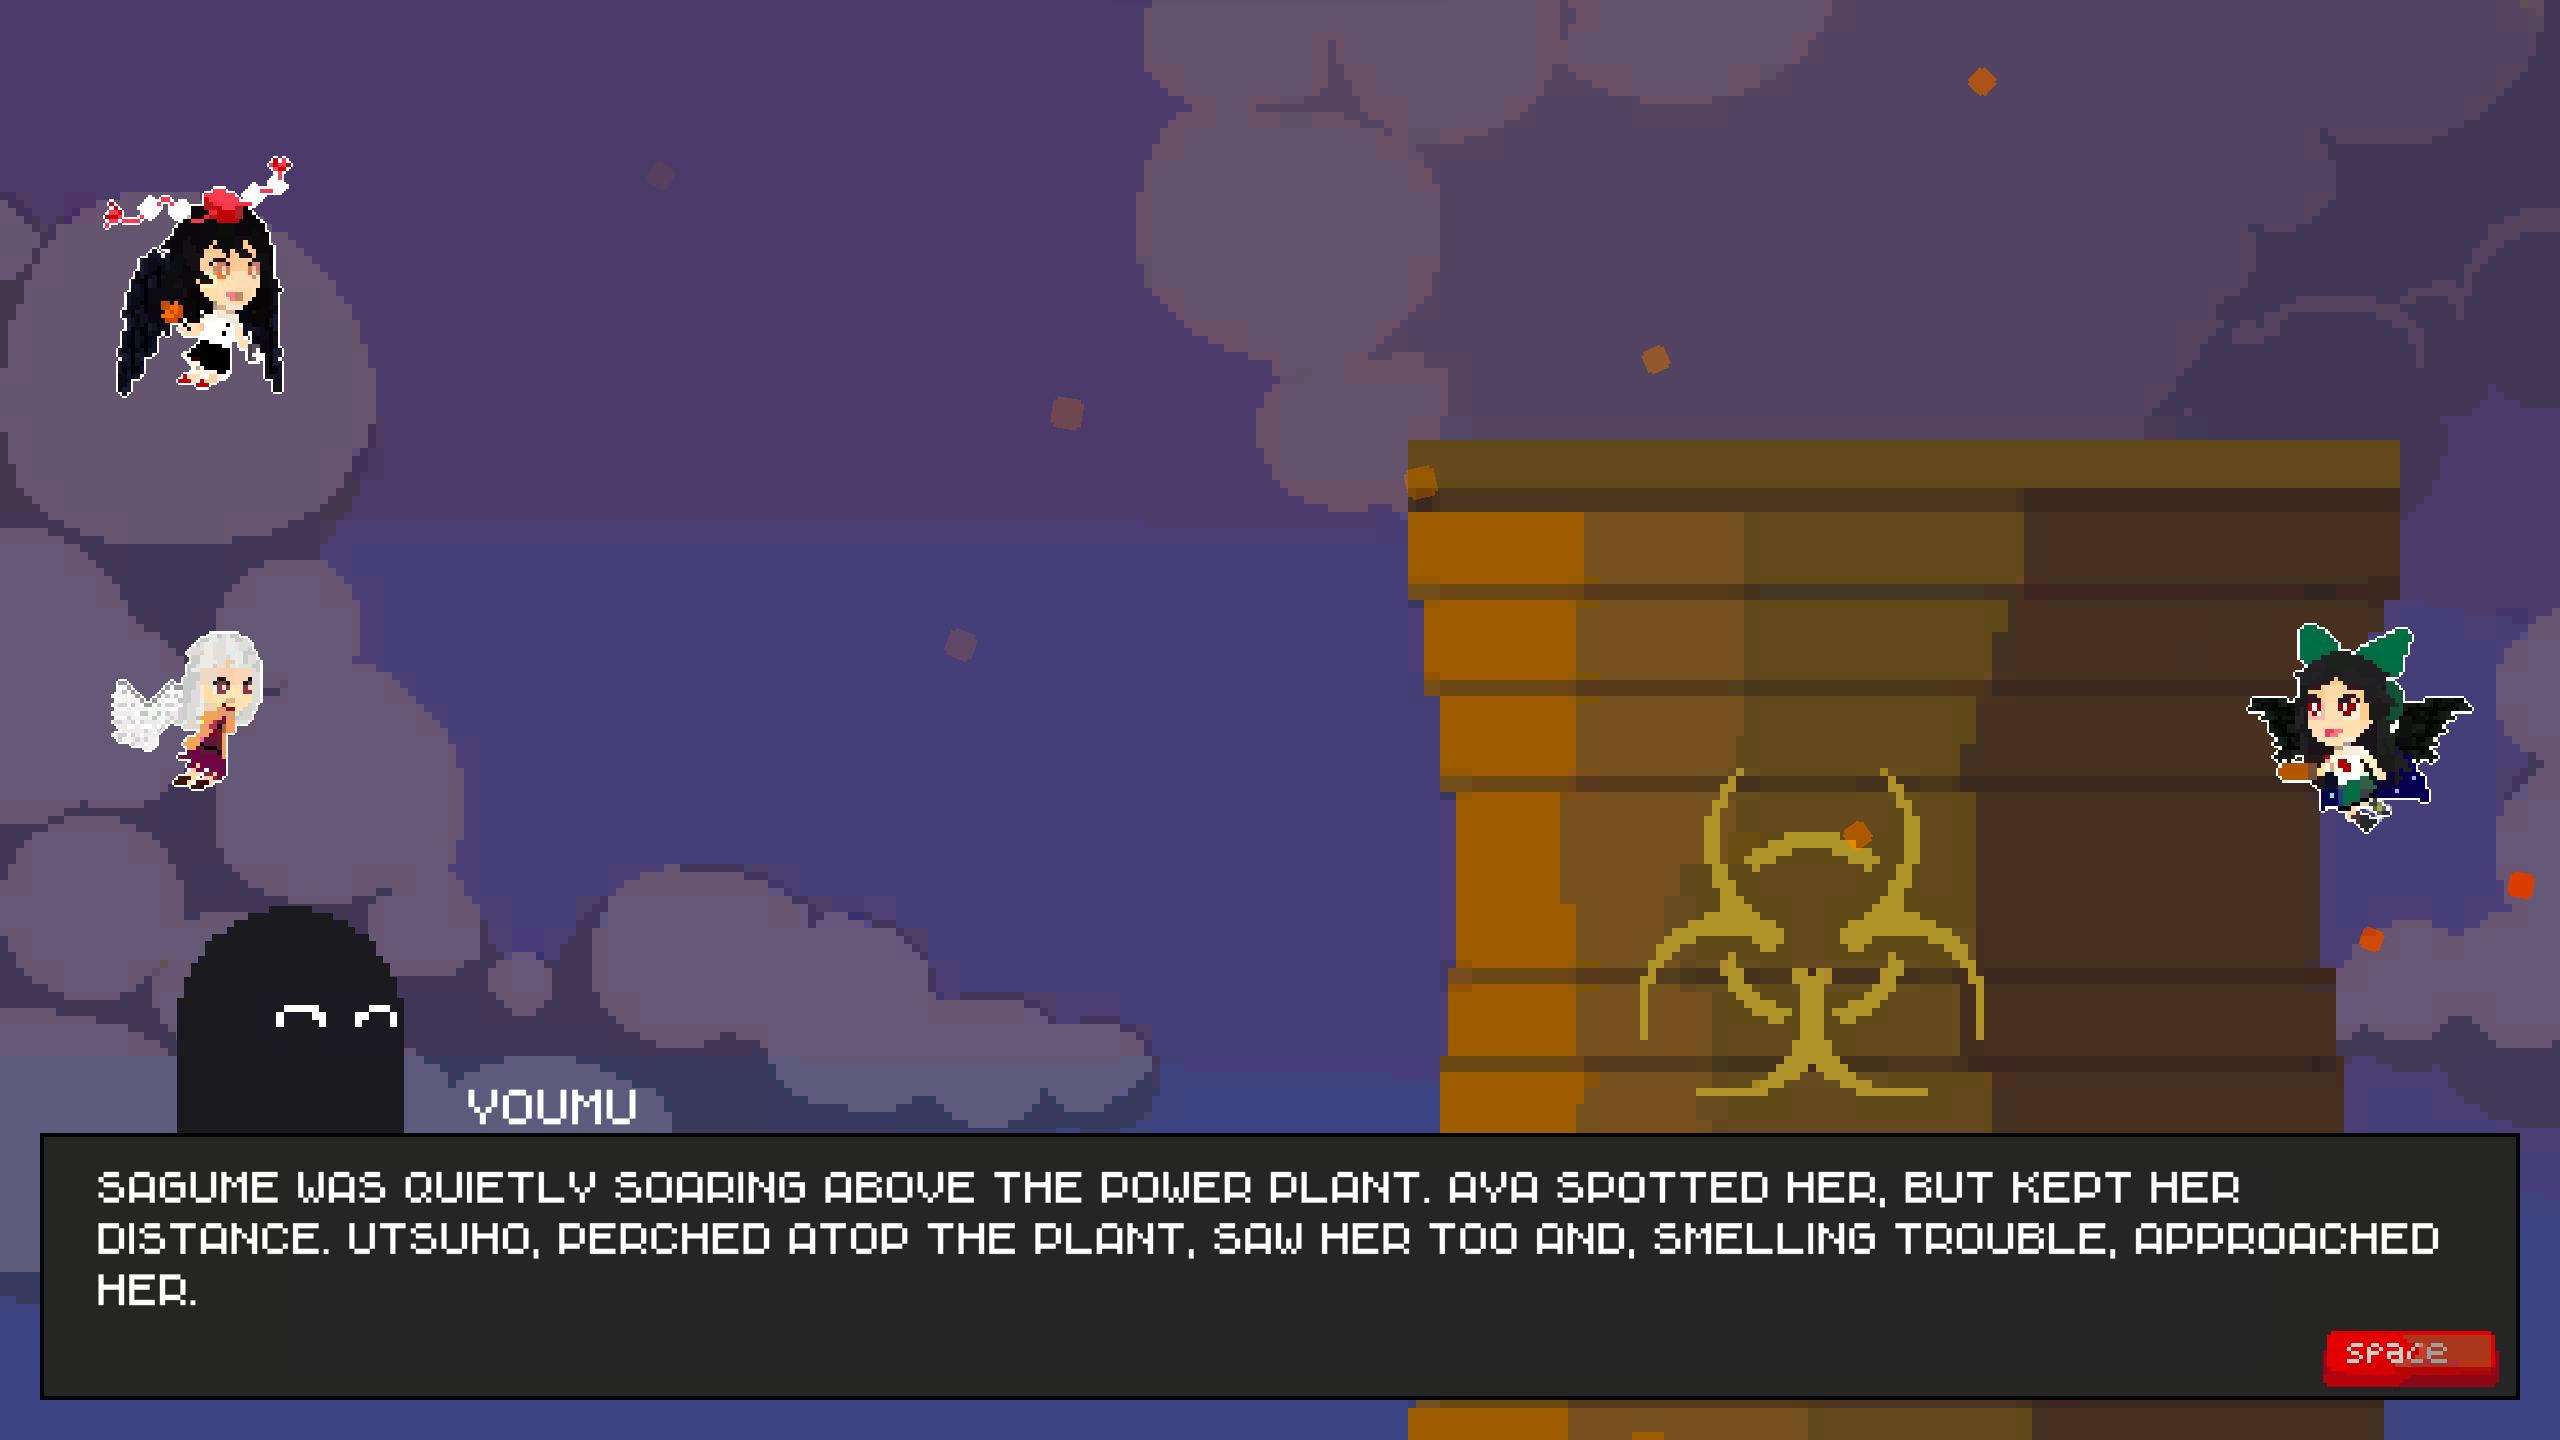 YOUMU
SAGUME WAS QUIETLY SOARING ABOVE THE POWER PLANT. AYA SPOTTED HER, BUT KEPT HER
DISTANCE. UTSUHO, PERCHED ATOP THE PLANT, SAW HER TOO AND, SMELLING TROUBLE, APPROACHED
HER.
space